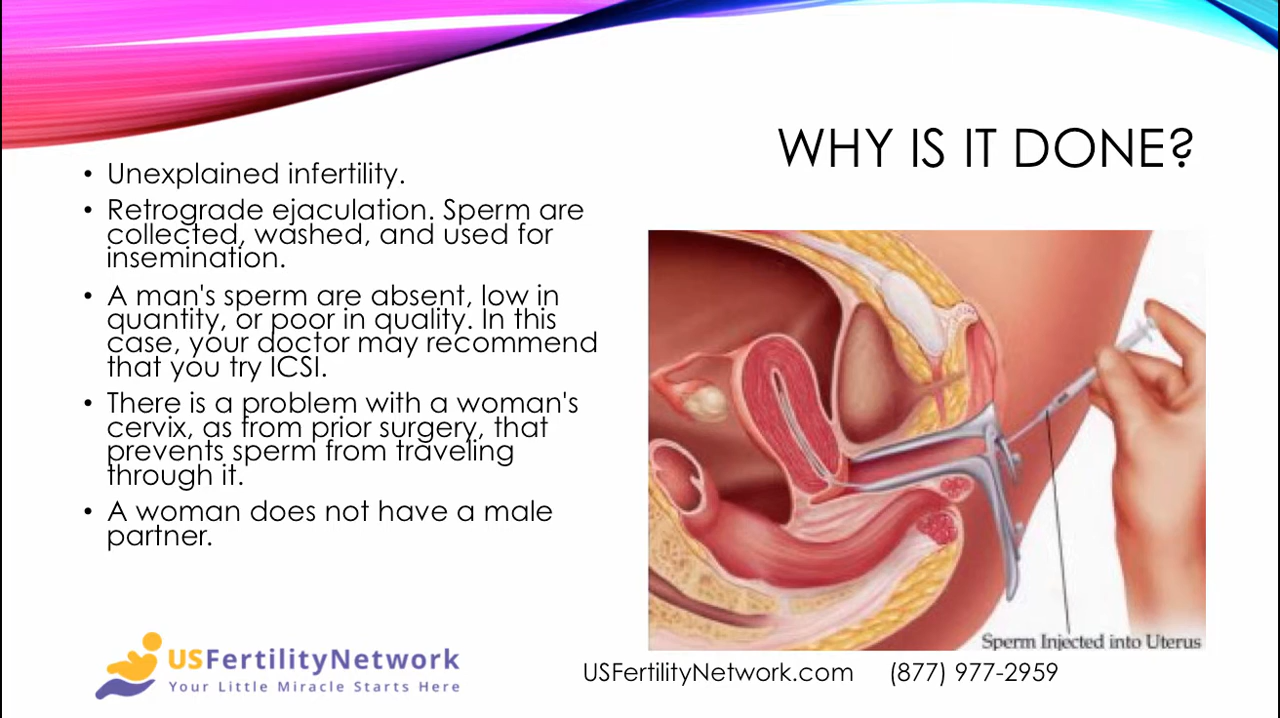 WHY IS IT DONE?
• Unexplained infertility.
• Retrograde ejaculation. Sperm are
collected, washed, and used for
insemination.
• A man's sperm are absent, low in
quantity, or poor in quality. In this
case, your doctor may recommend
that you try ICSI.
• There is a problem with a woman's
cervix, as from prior surgery, that
prevents sperm from traveling
through it.
• A woman does not have a male
partner.
Sperm Injected into Uterus
USFertilityNetwork
Your Little Miracle Starts Here
USFertilityNetwork.com (877) 977-2959